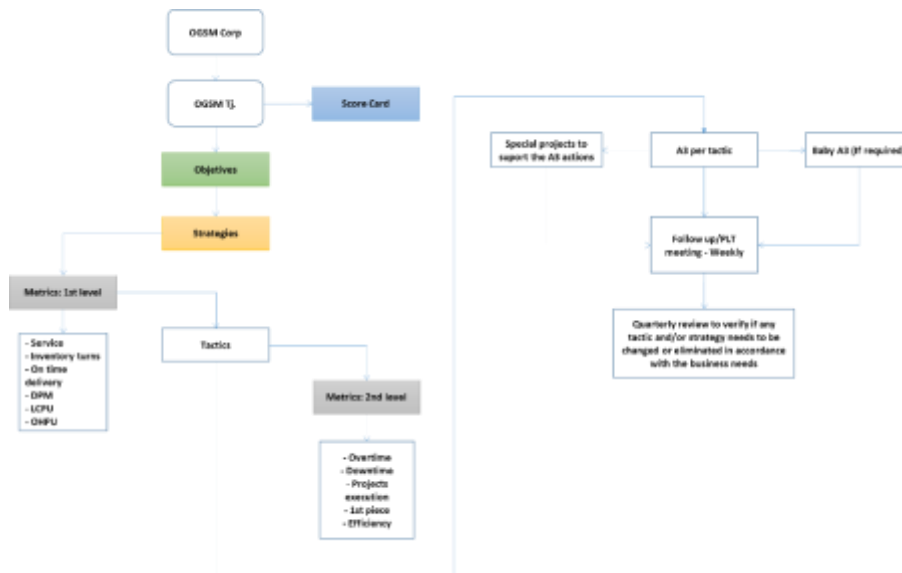 OGSM Corp
OGSM Tj.
Score Card
Objetives
Strategies
Metrics: 1st level
- Service
- Inventory turns
- On time
delivery
- DPM
- LCPU
- OHPU
Tactics
Metrics: 2nd level
- Overtime
- Downtime
- Projects
execution
- 1st piece
- Efficiency
Special projects to
suport the A3 actions
A3 per tactic
Baby A3 (If required)
Follow up/PLT
meeting - Weekly
Quarterly review to verify if any
tactic and/or strategy needs to be
changed or eliminated in accordance
with the business needs